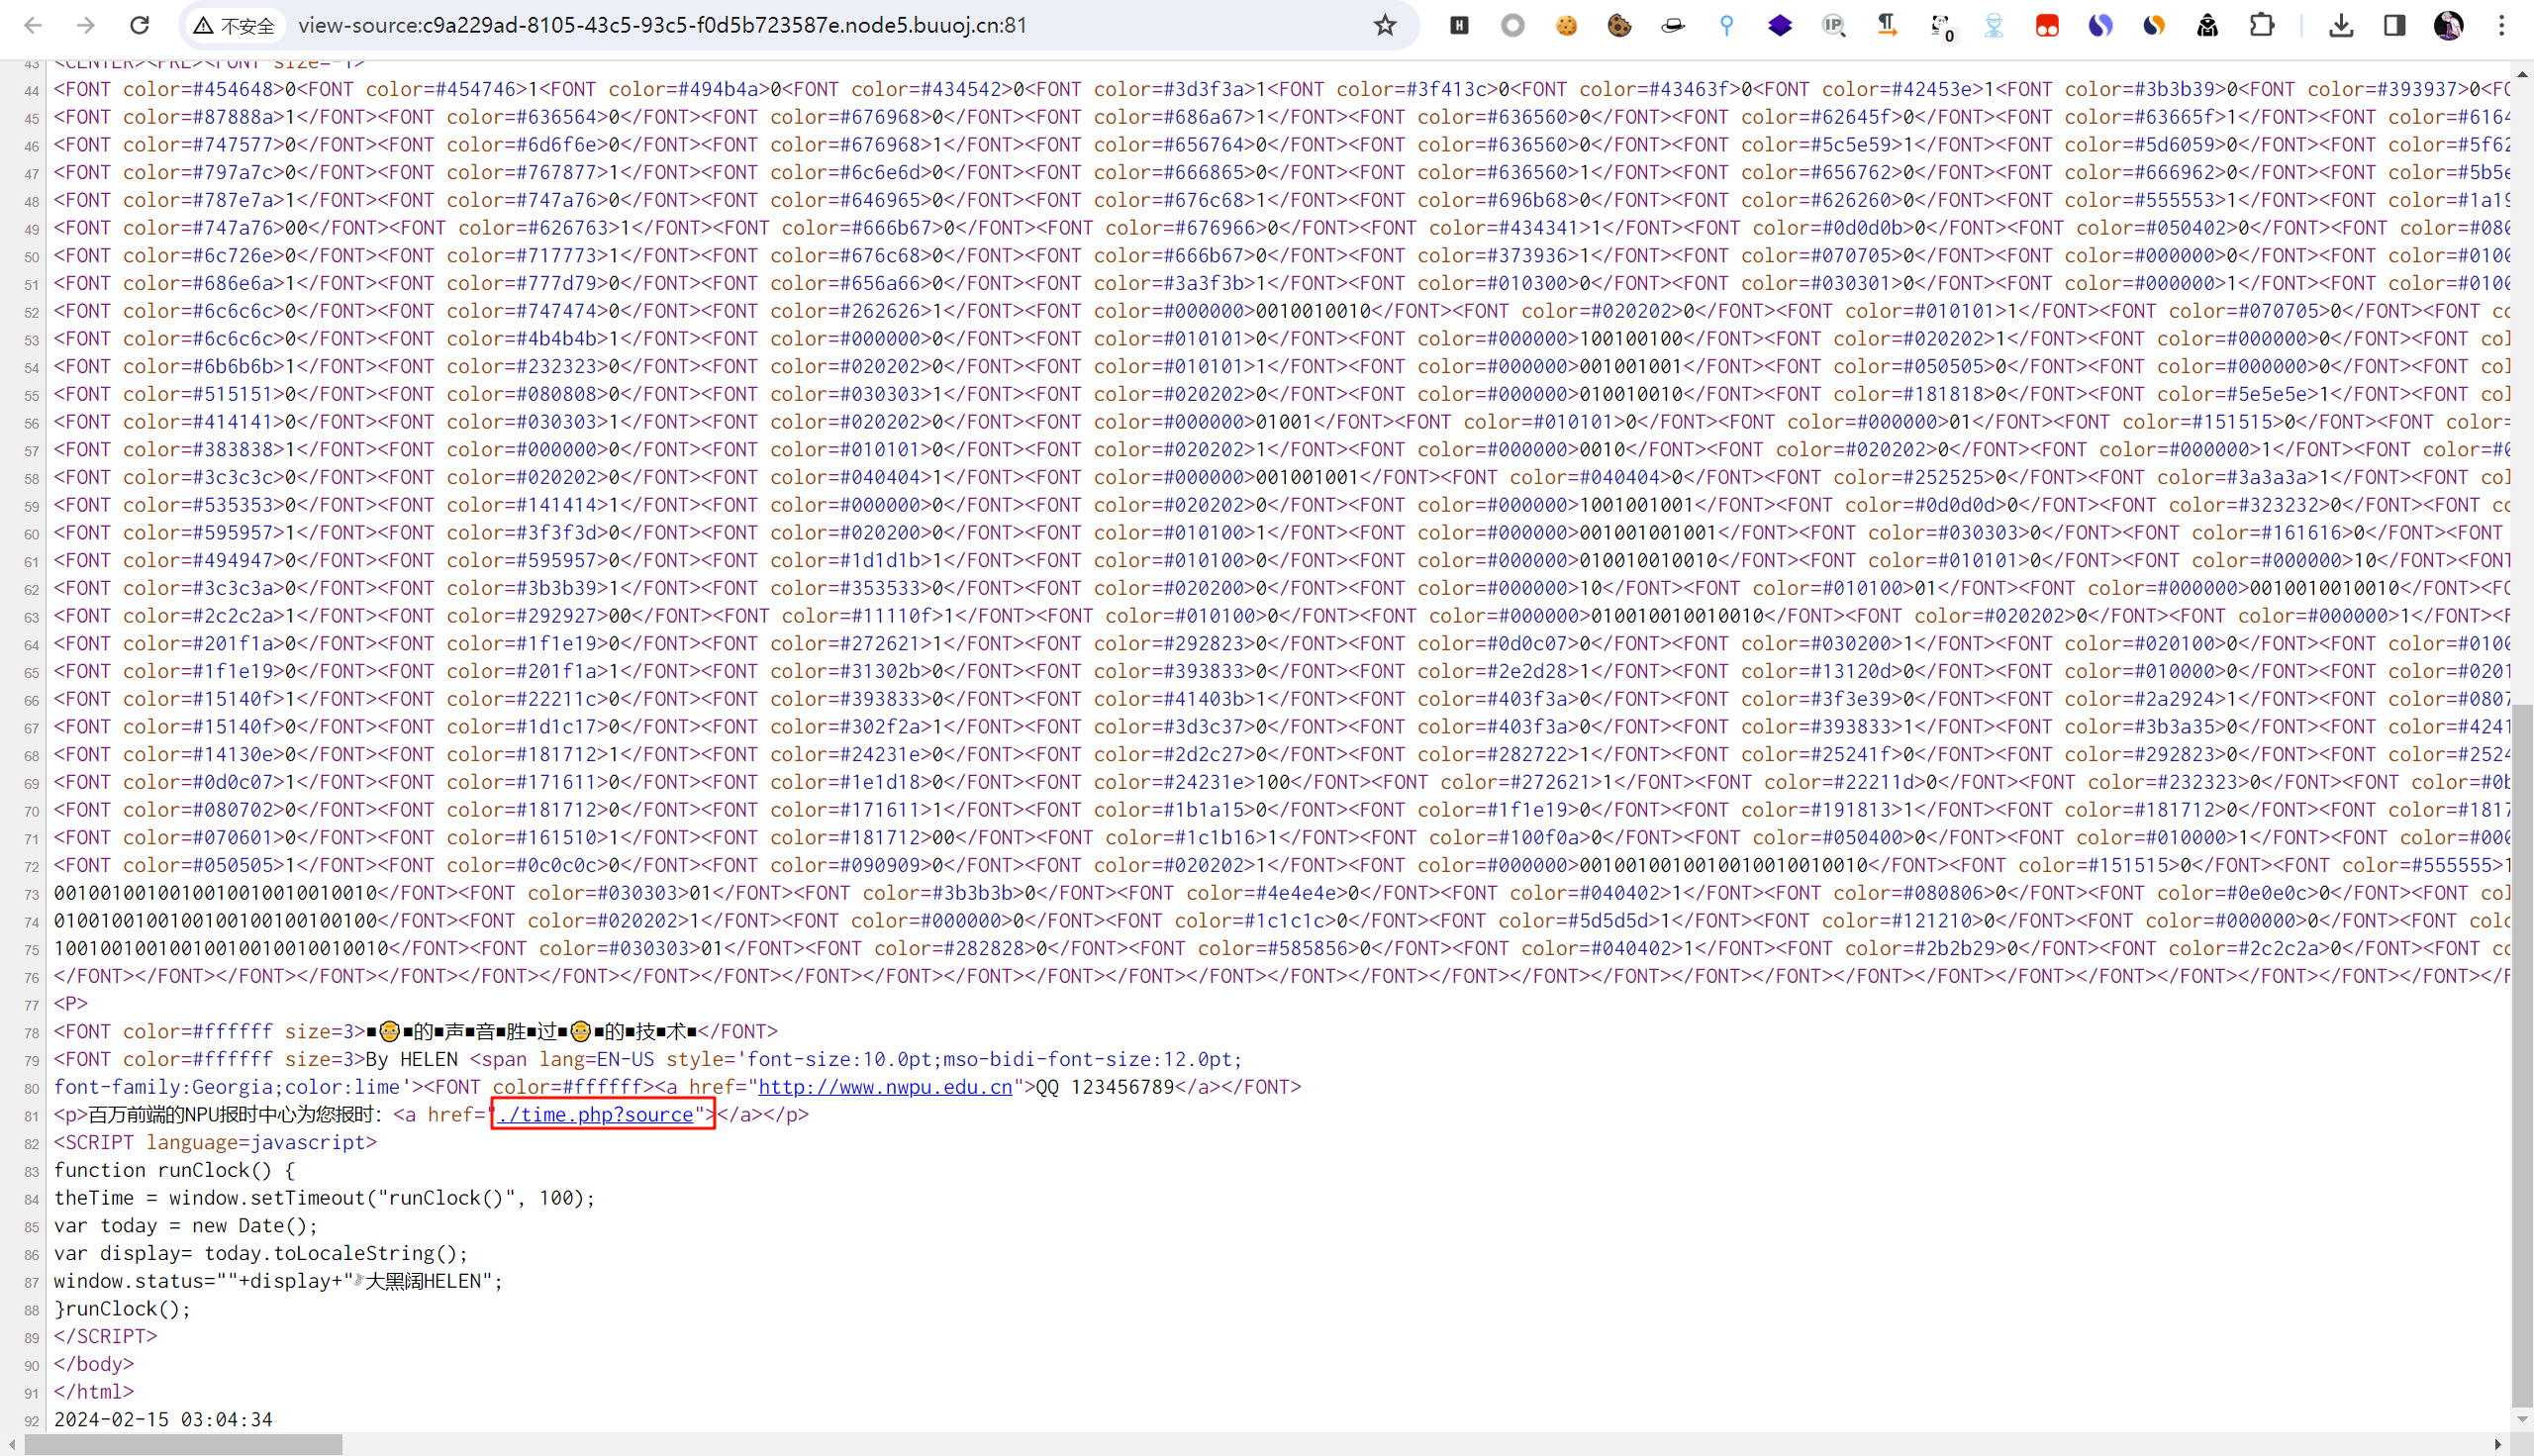 不安全 view-source:c9a229ad-8105-43c5-93c5-f0d5b723587e.node5.buuoj.cn:81
43 <CENTER><PRE><FONT size=-1>
44 <FONT color=#454648>0<FONT color=#454746>1<FONT color=#494b4a>0<FONT color=#434542>0<FONT color=#3d3f3a>1<FONT color=#3f413c>0<FONT color=#43463f>0<FONT color=#42453e>1<FONT color=#3b3b39>0<FONT color=#393937>0<FO
45 <FONT color=#87888a>1</FONT><FONT color=#636564>0</FONT><FONT color=#676968>0</FONT><FONT color=#686a67>1</FONT><FONT color=#636560>0</FONT><FONT color=#62645f>0</FONT><FONT color=#63665f>1</FONT><FONT color=#6164
46 <FONT color=#747577>0</FONT><FONT color=#6d6f6e>0</FONT><FONT color=#676968>1</FONT><FONT color=#656764>0</FONT><FONT color=#636560>0</FONT><FONT color=#5c5e59>1</FONT><FONT color=#5d6059>0</FONT><FONT color=#5f62
47 <FONT color=#797a7c>0</FONT><FONT color=#767877>1</FONT><FONT color=#6c6e6d>0</FONT><FONT color=#666865>0</FONT><FONT color=#636560>1</FONT><FONT color=#656762>0</FONT><FONT color=#666962>0</FONT><FONT color=#5b5e
48 <FONT color=#787e7a>1</FONT><FONT color=#747a76>0</FONT><FONT color=#646965>0</FONT><FONT color=#676c68>1</FONT><FONT color=#696b68>0</FONT><FONT color=#626260>0</FONT><FONT color=#555553>1</FONT><FONT color=#1a19
49 <FONT color=#747a76>00</FONT><FONT color=#626763>1</FONT><FONT color=#666b67>0</FONT><FONT color=#676966>0</FONT><FONT color=#434341>1</FONT><FONT color=#0d0d0b>0</FONT><FONT color=#050402>0</FONT><FONT color=#080
50 <FONT color=#6c726e>0</FONT><FONT color=#717773>1</FONT><FONT color=#676c68>0</FONT><FONT color=#666b67>0</FONT><FONT color=#373936>1</FONT><FONT color=#070705>0</FONT><FONT color=#000000>0</FONT><FONT color=#0100
51 <FONT color=#686e6a>1</FONT><FONT color=#777d79>0</FONT><FONT color=#656a66>0</FONT><FONT color=#3a3f3b>1</FONT><FONT color=#010300>0</FONT><FONT color=#030301>0</FONT><FONT color=#000000>1</FONT><FONT color=#0100
52 <FONT color=#6c6c6c>0</FONT><FONT color=#747474>0</FONT><FONT color=#262626>1</FONT><FONT color=#000000>0010010010</FONT><FONT color=#020202>0</FONT><FONT color=#010101>1</FONT><FONT color=#070705>0</FONT><FONT co
53 <FONT color=#6c6c6c>0</FONT><FONT color=#4b4b4b>1</FONT><FONT color=#000000>0</FONT><FONT color=#010101>0</FONT><FONT color=#000000>100100100</FONT><FONT color=#020202>1</FONT><FONT color=#000000>0</FONT><FONT col
54 <FONT color=#6b6b6b>1</FONT><FONT color=#232323>0</FONT><FONT color=#020202>0</FONT><FONT color=#010101>1</FONT><FONT color=#000000>001001001</FONT><FONT color=#050505>0</FONT><FONT color=#000000>0</FONT><FONT col
55 <FONT color=#515151>0</FONT><FONT color=#080808>0</FONT><FONT color=#030303>1</FONT><FONT color=#020202>0</FONT><FONT color=#000000>010010010</FONT><FONT color=#181818>0</FONT><FONT color=#5e5e5e>1</FONT><FONT col
56 <FONT color=#414141>0</FONT><FONT color=#030303>1</FONT><FONT color=#020202>0</FONT><FONT color=#000000>01001</FONT><FONT color=#010101>0</FONT><FONT color=#000000>01</FONT><FONT color=#151515>0</FONT><FONT color=
57 <FONT color=#383838>1</FONT><FONT color=#000000>0</FONT><FONT color=#010101>0</FONT><FONT color=#020202>1</FONT><FONT color=#000000>0010</FONT><FONT color=#020202>0</FONT><FONT color=#000000>1</FONT><FONT color=#0
58 <FONT color=#3c3c3c>0</FONT><FONT color=#020202>0</FONT><FONT color=#040404>1</FONT><FONT color=#000000>001001001</FONT><FONT color=#040404>0</FONT><FONT color=#252525>0</FONT><FONT color=#3a3a3a>1</FONT><FONT col
59 <FONT color=#535353>0</FONT><FONT color=#141414>1</FONT><FONT color=#000000>0</FONT><FONT color=#020202>0</FONT><FONT color=#000000>1001001001</FONT><FONT color=#0d0d0d>0</FONT><FONT color=#323232>0</FONT><FONT co
60 <FONT color=#595957>1</FONT><FONT color=#3f3f3d>0</FONT><FONT color=#020200>0</FONT><FONT color=#010100>1</FONT><FONT color=#000000>001001001001</FONT><FONT color=#030303>0</FONT><FONT color=#161616>0</FONT><FONT
61 <FONT color=#494947>0</FONT><FONT color=#595957>0</FONT><FONT color=#1d1d1b>1</FONT><FONT color=#010100>0</FONT><FONT color=#000000>010010010010</FONT><FONT color=#010101>0</FONT><FONT color=#000000>10</FONT><FONT
62 <FONT color=#3c3c3a>0</FONT><FONT color=#3b3b39>1</FONT><FONT color=#353533>0</FONT><FONT color=#020200>0</FONT><FONT color=#000000>10</FONT><FONT color=#010100>01</FONT><FONT color=#000000>0010010010010</FONT><FO
63 <FONT color=#2c2c2a>1</FONT><FONT color=#292927>00</FONT><FONT color=#11110f>1</FONT><FONT color=#010100>0</FONT><FONT color=#000000>010010010010010</FONT><FONT color=#020202>0</FONT><FONT color=#000000>1</FONT><F
64 <FONT color=#201f1a>0</FONT><FONT color=#1f1e19>0</FONT><FONT color=#272621>1</FONT><FONT color=#292823>0</FONT><FONT color=#0d0c07>0</FONT><FONT color=#030200>1</FONT><FONT color=#020100>0</FONT><FONT color=#0100
65 <FONT color=#1f1e19>0</FONT><FONT color=#201f1a>1</FONT><FONT color=#31302b>0</FONT><FONT color=#393833>0</FONT><FONT color=#2e2d28>1</FONT><FONT color=#13120d>0</FONT><FONT color=#010000>0</FONT><FONT color=#0201
66 <FONT color=#15140f>1</FONT><FONT color=#22211c>0</FONT><FONT color=#393833>0</FONT><FONT color=#41403b>1</FONT><FONT color=#403f3a>0</FONT><FONT color=#3f3e39>0</FONT><FONT color=#2a2924>1</FONT><FONT color=#0807
67 <FONT color=#15140f>0</FONT><FONT color=#1d1c17>0</FONT><FONT color=#302f2a>1</FONT><FONT color=#3d3c37>0</FONT><FONT color=#403f3a>0</FONT><FONT color=#393833>1</FONT><FONT color=#3b3a35>0</FONT><FONT color=#4241
68 <FONT color=#14130e>0</FONT><FONT color=#181712>1</FONT><FONT color=#24231e>0</FONT><FONT color=#2d2c27>0</FONT><FONT color=#282722>1</FONT><FONT color=#25241f>0</FONT><FONT color=#292823>0</FONT><FONT color=#2524
69 <FONT color=#0d0c07>1</FONT><FONT color=#171611>0</FONT><FONT color=#1e1d18>0</FONT><FONT color=#24231e>100</FONT><FONT color=#272621>1</FONT><FONT color=#22211d>0</FONT><FONT color=#232323>0</FONT><FONT color=#0b
70 <FONT color=#080702>0</FONT><FONT color=#181712>0</FONT><FONT color=#171611>1</FONT><FONT color=#1b1a15>0</FONT><FONT color=#1f1e19>0</FONT><FONT color=#191813>1</FONT><FONT color=#181712>0</FONT><FONT color=#1817
71 <FONT color=#070601>0</FONT><FONT color=#161510>1</FONT><FONT color=#181712>00</FONT><FONT color=#1c1b16>1</FONT><FONT color=#100f0a>0</FONT><FONT color=#050400>0</FONT><FONT color=#010000>1</FONT><FONT color=#000
72 <FONT color=#050505>1</FONT><FONT color=#0c0c0c>0</FONT><FONT color=#090909>0</FONT><FONT color=#020202>1</FONT><FONT color=#000000>0010010010010010010010010</FONT><FONT color=#151515>0</FONT><FONT color=#555555>1
73 0010010010010010010010010010</FONT><FONT color=#030303>01</FONT><FONT color=#3b3b3b>0</FONT><FONT color=#4e4e4e>0</FONT><FONT color=#040402>1</FONT><FONT color=#080806>0</FONT><FONT color=#0e0e0c>0</FONT><FONT col
74 0100100100100100100100100100</FONT><FONT color=#020202>1</FONT><FONT color=#000000>0</FONT><FONT color=#1c1c1c>0</FONT><FONT color=#5d5d5d>1</FONT><FONT color=#121210>0</FONT><FONT color=#000000>0</FONT><FONT col
75 10010010010010010010010010010</FONT><FONT color=#030303>01</FONT><FONT color=#282828>0</FONT><FONT color=#585856>0</FONT><FONT color=#040402>1</FONT><FONT color=#2b2b29>0</FONT><FONT color=#2c2c2a>0</FONT><FONT co
76 </FONT></FONT></FONT></FONT></FONT></FONT></FONT></FONT></FONT></FONT></FONT></FONT></FONT></FONT></FONT></FONT></FONT></FONT></FONT></FONT></FONT></FONT></FONT></FONT></FONT></FONT></FONT></FONT></FONT></FONT></F
77 <P>
78 <FONT color=#ffffff size=3>■👴■的■声■音■胜■过■👴■的■技■术■</FONT>
79 <FONT color=#ffffff size=3>By HELEN <span lang=EN-US style='font-size:10.0pt;mso-bidi-font-size:12.0pt;
80 font-family:Georgia;color:lime'><FONT color=#ffffff><a href="http://www.nwpu.edu.cn">QQ 123456789</a></FONT>
81 <p>百万前端的NPU报时中心为您报时：<a href="./time.php?source"></a></p>
82 <SCRIPT language=javascript>
83 function runClock() {
84 theTime = window.setTimeout("runClock()", 100);
85 var today = new Date();
86 var display= today.toLocaleString();
87 window.status=""+display+"大黑阔HELEN";
88 }runClock();
89 </SCRIPT>
90 </body>
91 </html>
92 2024-02-15 03:04:34